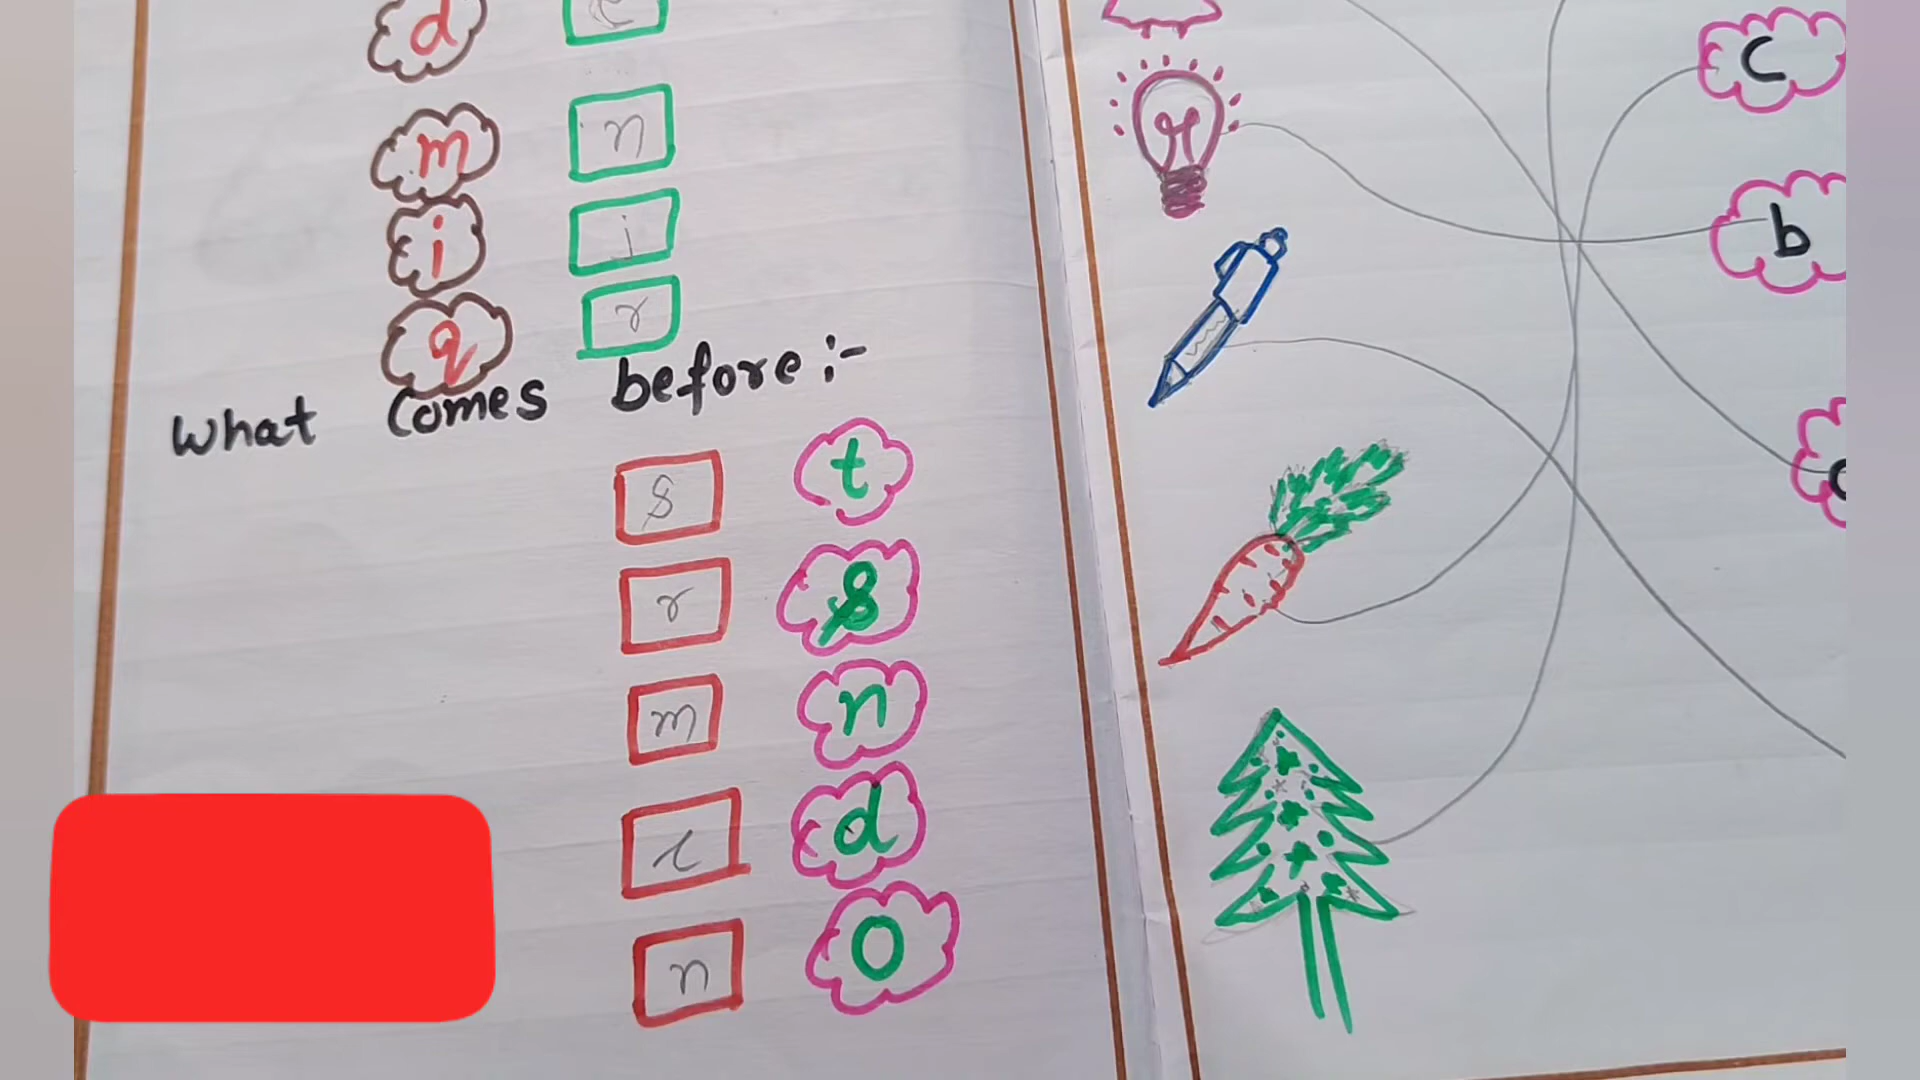 d e
m n
i j
q r
What comes before :-
s t
r s
m n
c d
n o
c
b